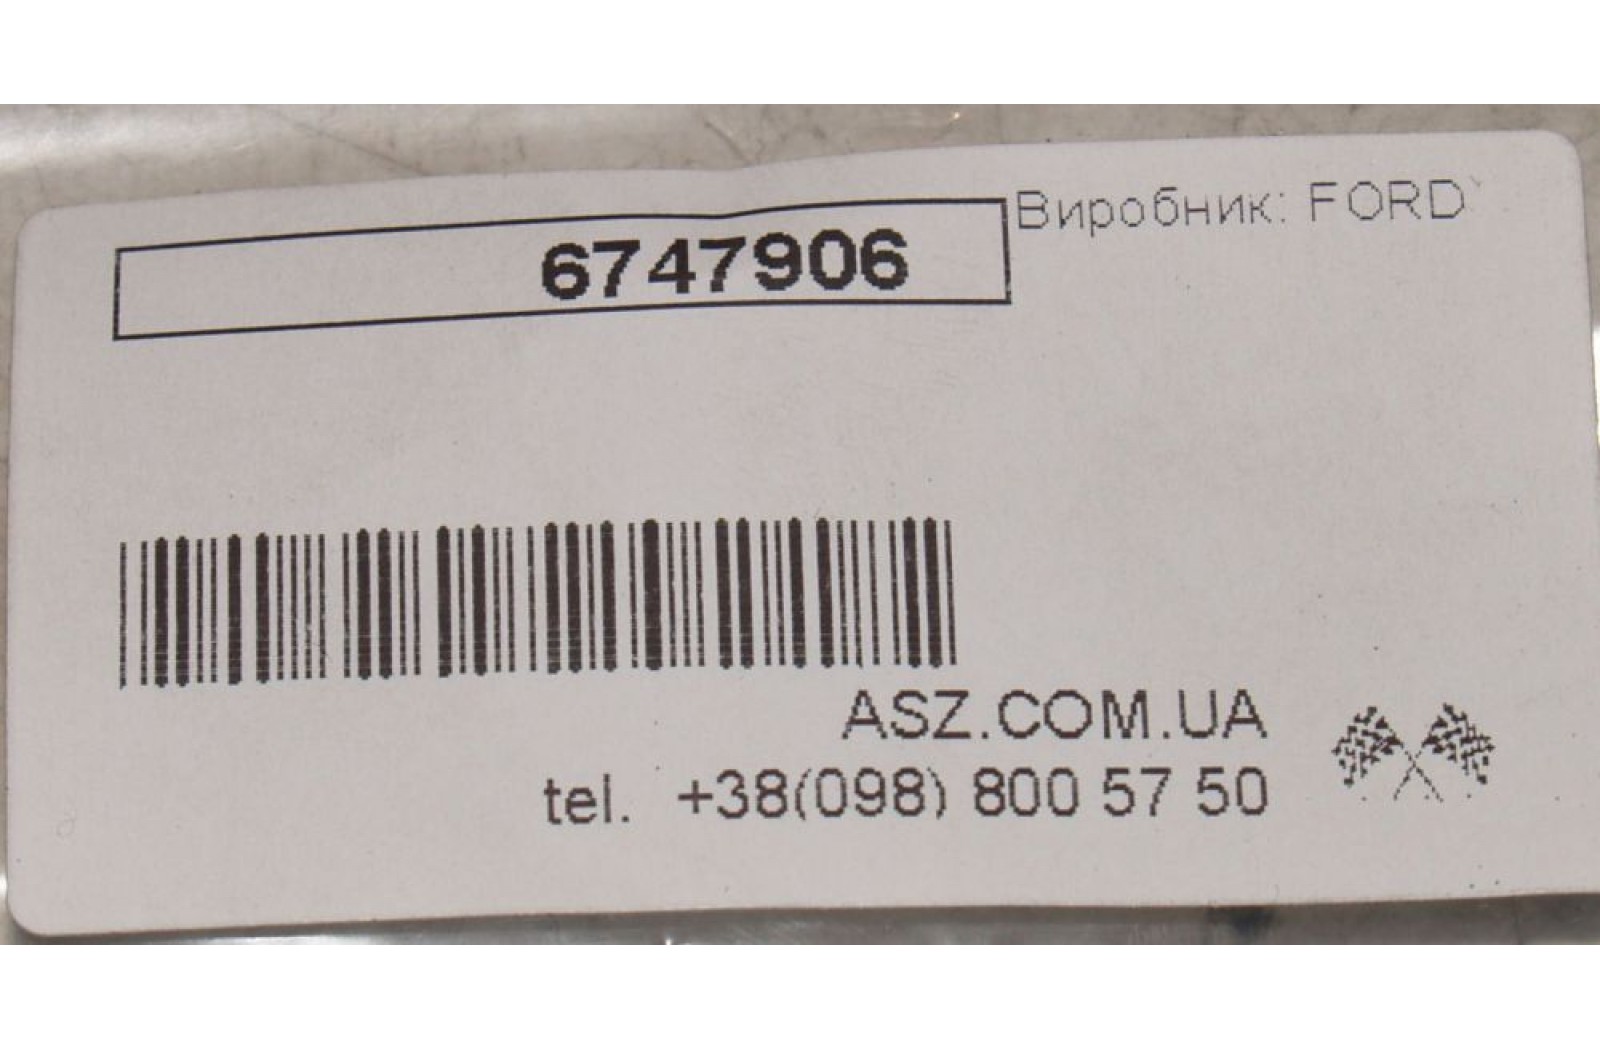 Виробник: FORD
6747906
ASZ.COM.UA
tel. +38(098) 800 57 50